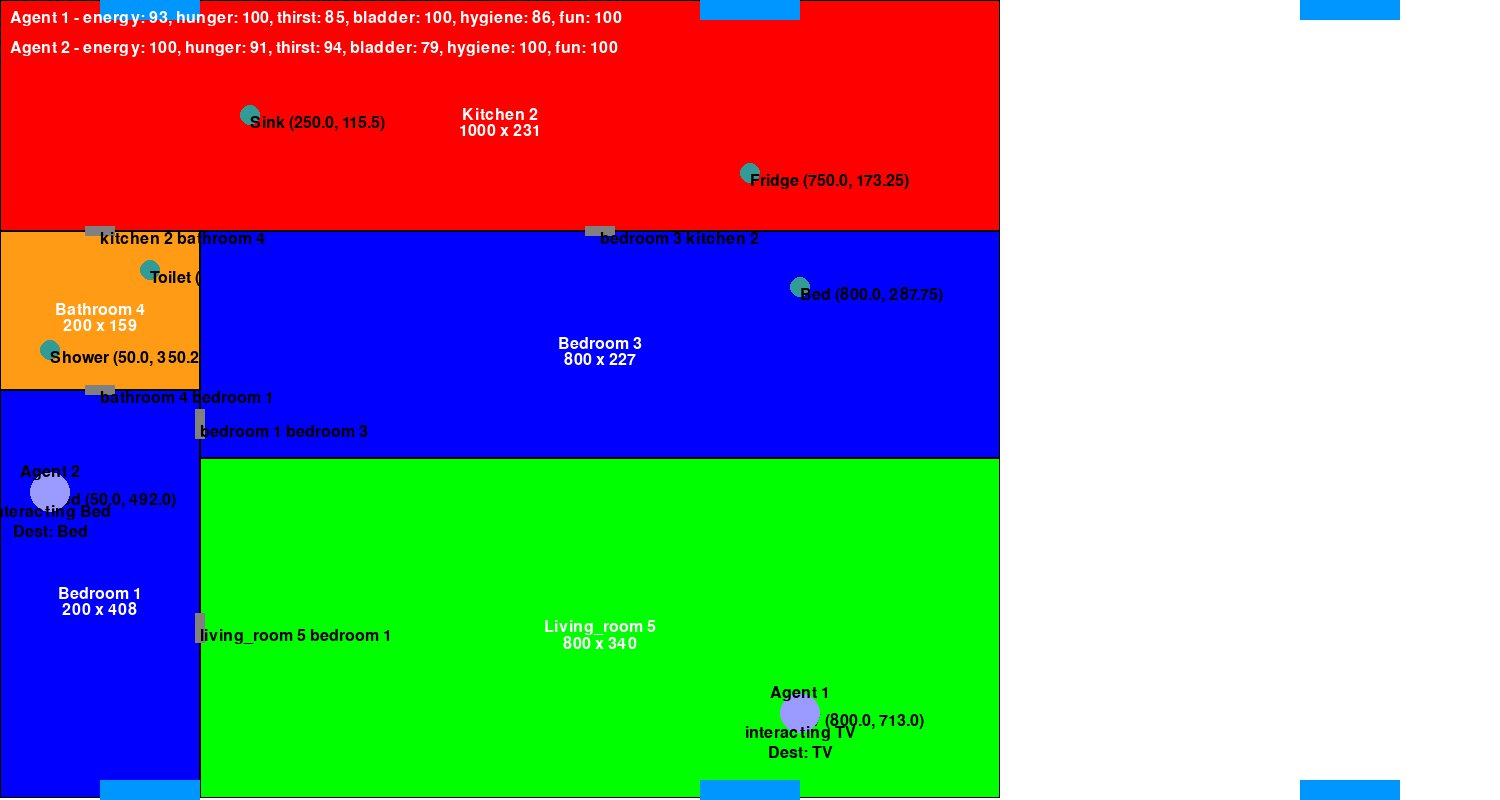 Agent 1 - energy: 93, hunger: 100, thirst: 85, bladder: 100, hygiene: 86, fun: 100
Agent 2 - energy: 100, hunger: 91, thirst: 94, bladder: 79, hygiene: 100, fun: 100
Kitchen 2
1000 x 231
Sink (250.0, 115.5)
Fridge (750.0, 173.25)
kitchen 2 bathroom 4
bedroom 3 kitchen 2
Toilet (
Bed (800.0, 287.75)
Bathroom 4
200 x 159
Bedroom 3
800 x 227
Shower (50.0, 350.2
bathroom 4 bedroom 1
bedroom 1 bedroom 3
Agent 2
(50.0, 492.0)
Bed
Dest: Bed
Bedroom 1
200 x 408
Living_room 5
800 x 340
living_room 5 bedroom 1
Agent 1
(800.0, 713.0)
interacting TV
Dest: TV